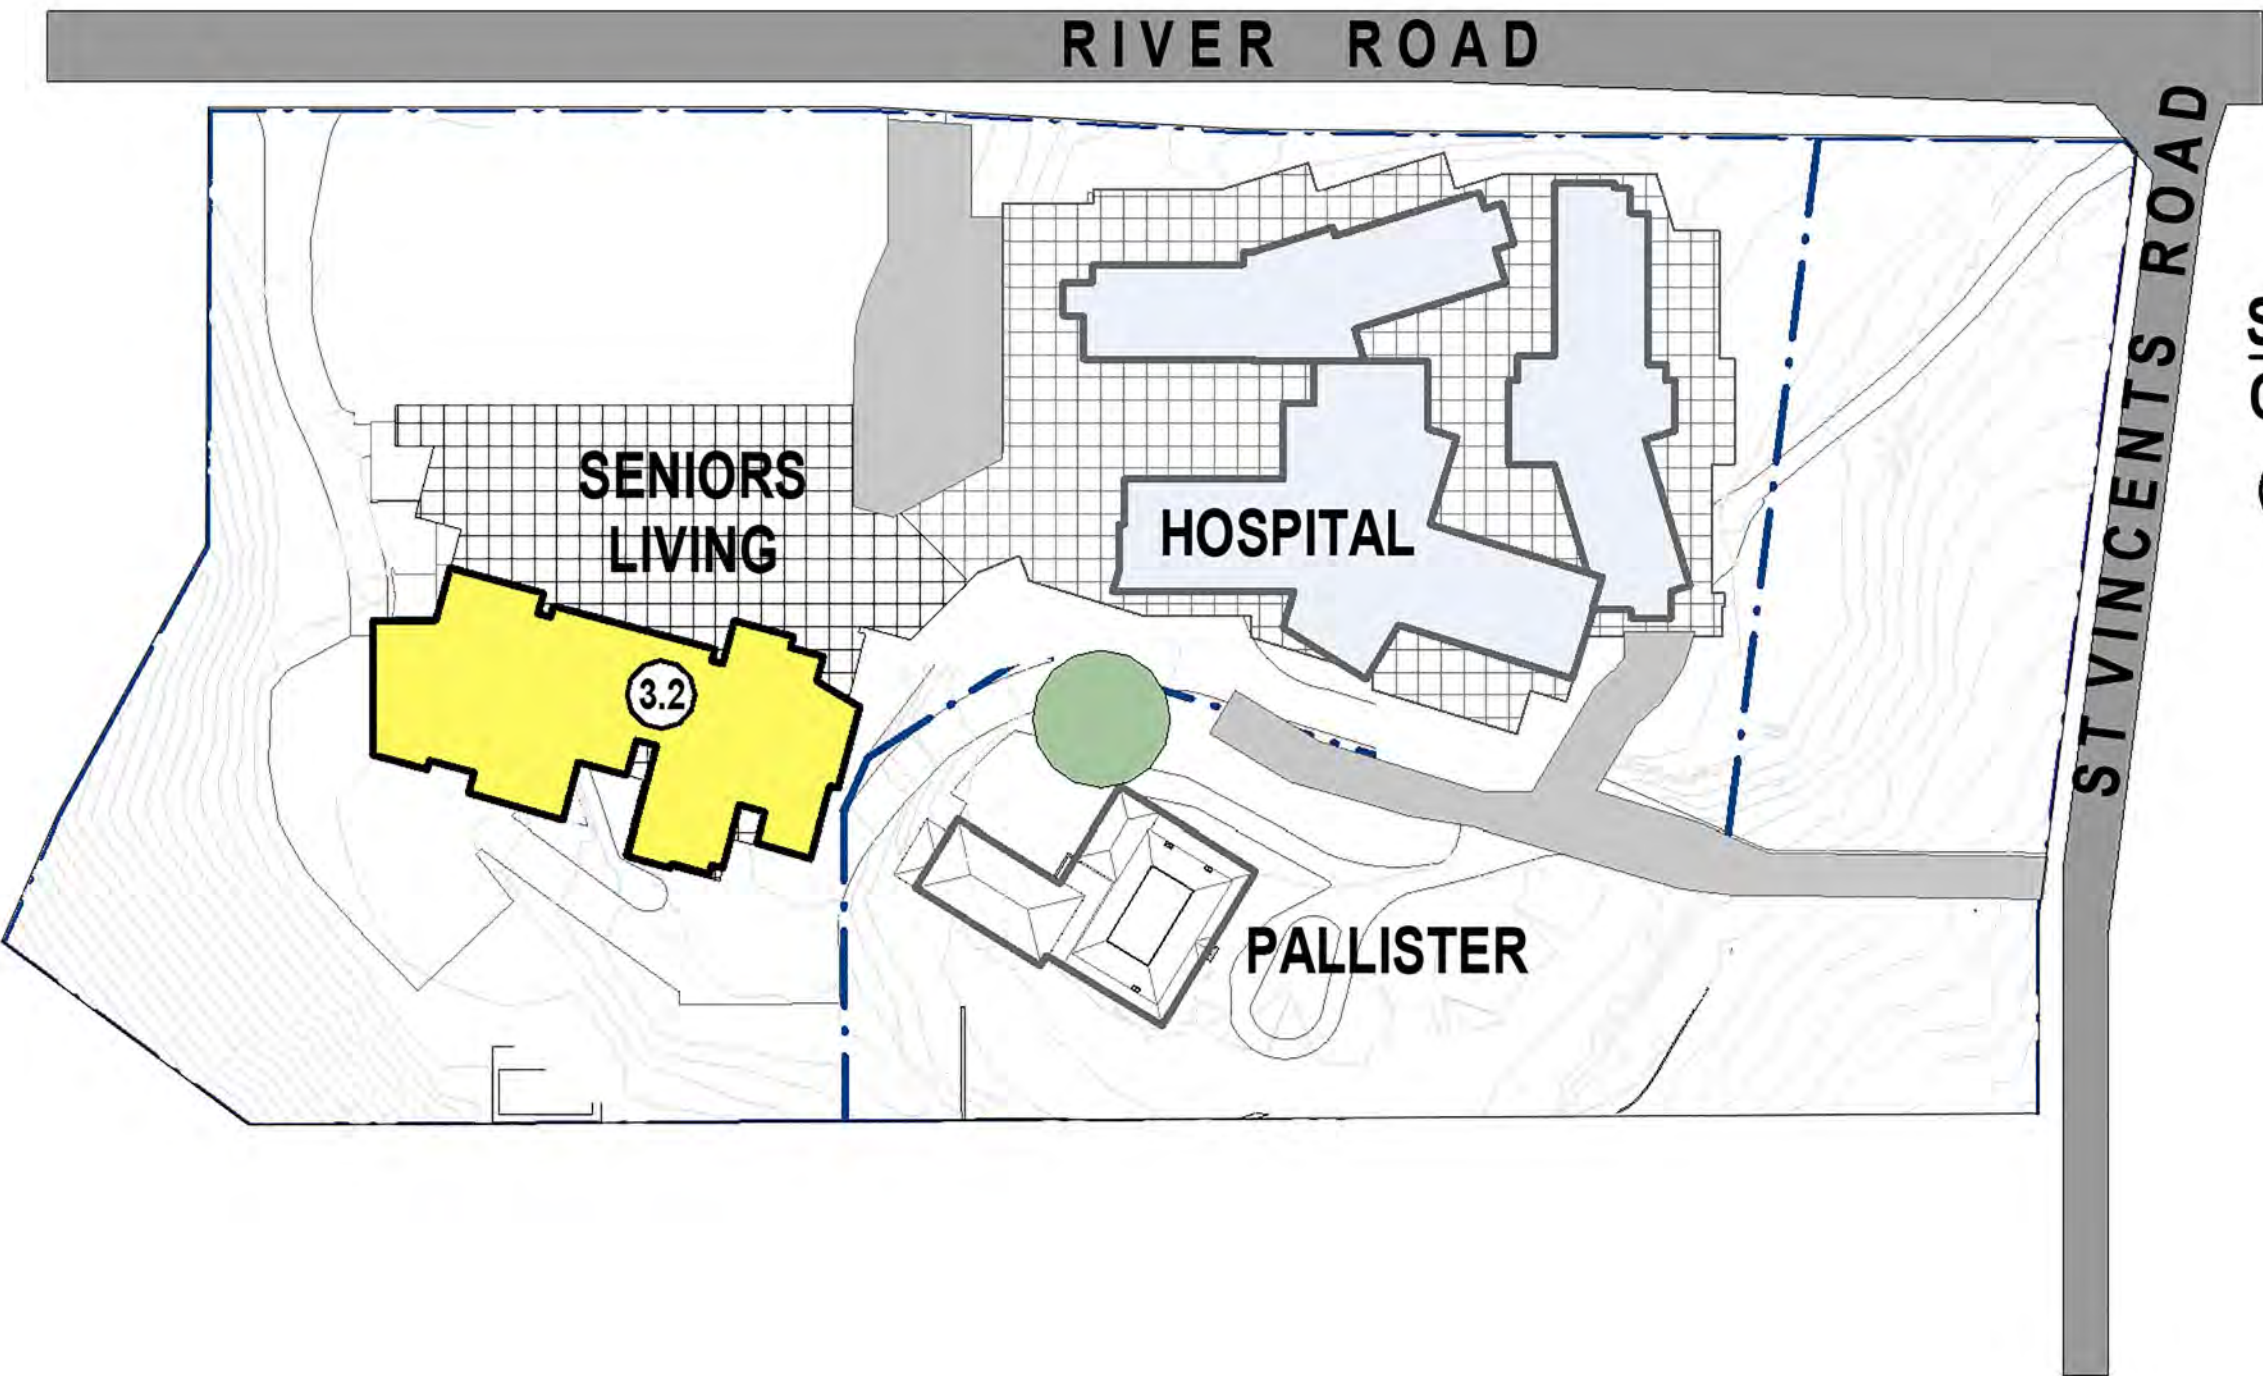 RIVER ROAD
ST VINCENTS ROAD
SENIORS
LIVING
HOSPITAL
3.2
PALLISTER